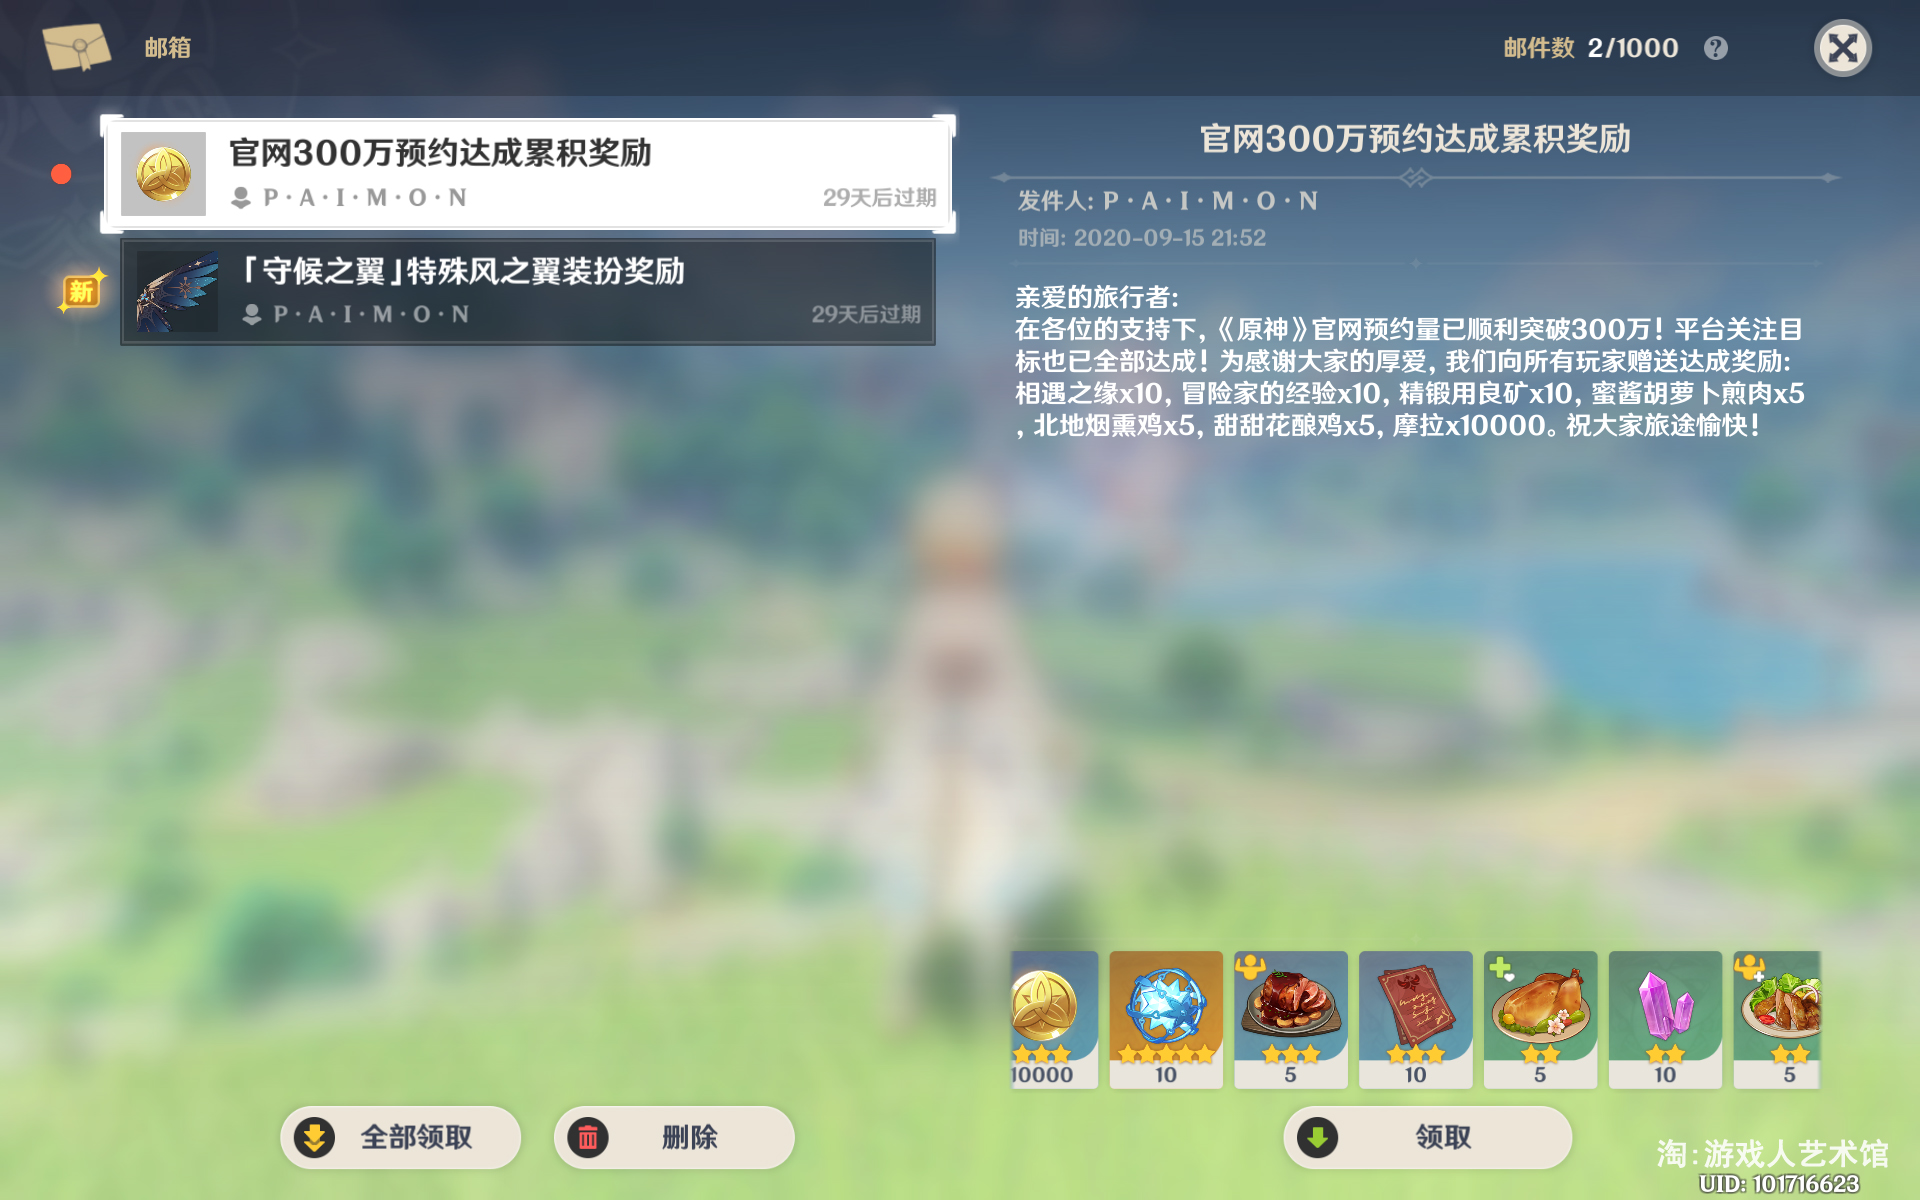 邮箱
邮件数 2/1000
官网300万预约达成累积奖励
P·A·I·M·O·N
29天后过期
新
「守候之翼」特殊风之翼装扮奖励
P·A·I·M·O·N
29天后过期
官网300万预约达成累积奖励
发件人: P·A·I·M·O·N
时间: 2020-09-15 21:52
亲爱的旅行者:
在各位的支持下,《原神》官网预约量已顺利突破300万! 平台关注目
标也已全部达成! 为感谢大家的厚爱, 我们向所有玩家赠送达成奖励:
相遇之缘x10, 冒险家的经验x10, 精锻用良矿x10, 蜜酱胡萝卜煎肉x5
, 北地烟熏鸡x5, 甜甜花酿鸡x5, 摩拉x10000。祝大家旅途愉快!
10000
10
5
10
5
10
5
全部领取
删除
领取
淘:游戏人艺术馆
UID: 101716623